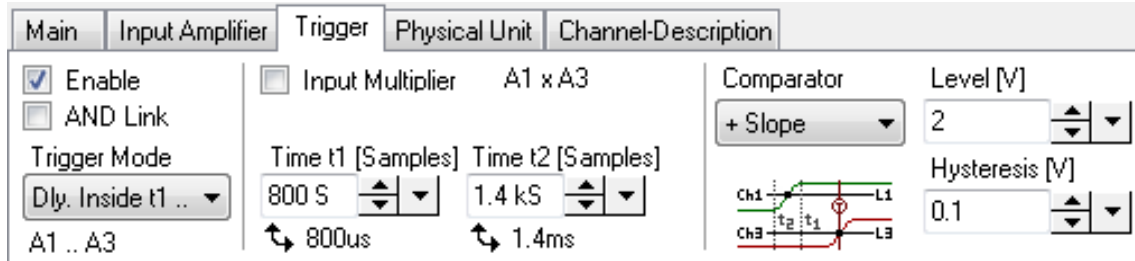 Main Input Amplifier Trigger Physical Unit Channel-Description
Enable
AND Link
Trigger Mode
Dly. Inside t1 ..
A1 .. A3
Input Multiplier A1 x A3
Time t1 [Samples] Time t2 [Samples]
800 S 1.4 kS
800us 1.4ms
Comparator
+ Slope
Ch1 L1
t2 t1
Ch3 L3
Level [V]
2
Hysteresis [V]
0.1